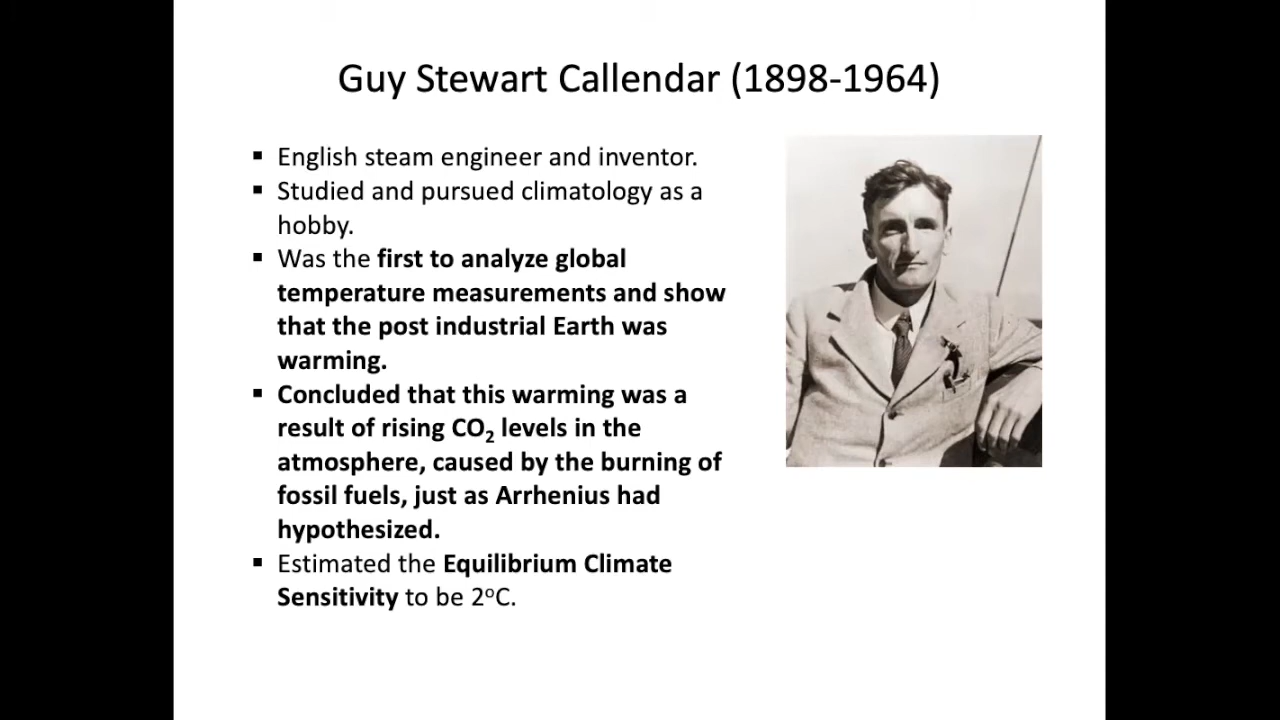 Guy Stewart Callendar (1898-1964)
▪ English steam engineer and inventor.
▪ Studied and pursued climatology as a
hobby.
▪ Was the first to analyze global
temperature measurements and show
that the post industrial Earth was
warming.
▪ Concluded that this warming was a
result of rising CO₂ levels in the
atmosphere, caused by the burning of
fossil fuels, just as Arrhenius had
hypothesized.
▪ Estimated the Equilibrium Climate
Sensitivity to be 2ᵒC.